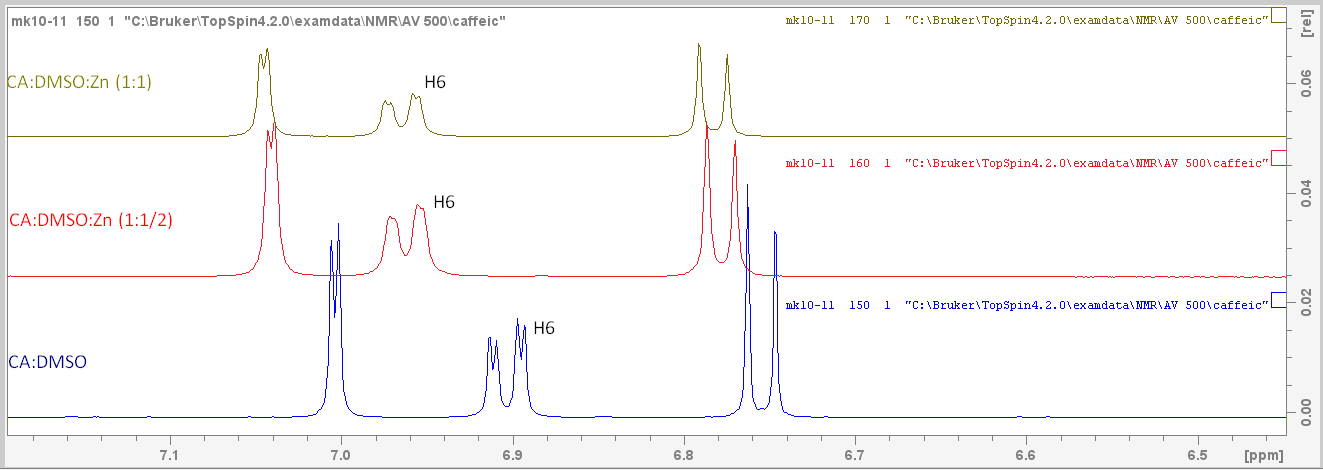 mk10-11 150 1 "C:\Bruker\TopSpin4.2.0\examdata\NMR\AV 500\caffeic"
mk10-11 170 1 "C:\Bruker\TopSpin4.2.0\examdata\NMR\AV 500\caffeic"
[rel]
CA:DMSO:Zn (1:1)
H6
0.06
mk10-11 160 1 "C:\Bruker\TopSpin4.2.0\examdata\NMR\AV 500\caffeic"
CA:DMSO:Zn (1:1/2)
H6
0.04
mk10-11 150 1 "C:\Bruker\TopSpin4.2.0\examdata\NMR\AV 500\caffeic"
0.02
CA:DMSO
H6
0.00
7.1 7.0 6.9 6.8 6.7 6.6 6.5 [ppm]